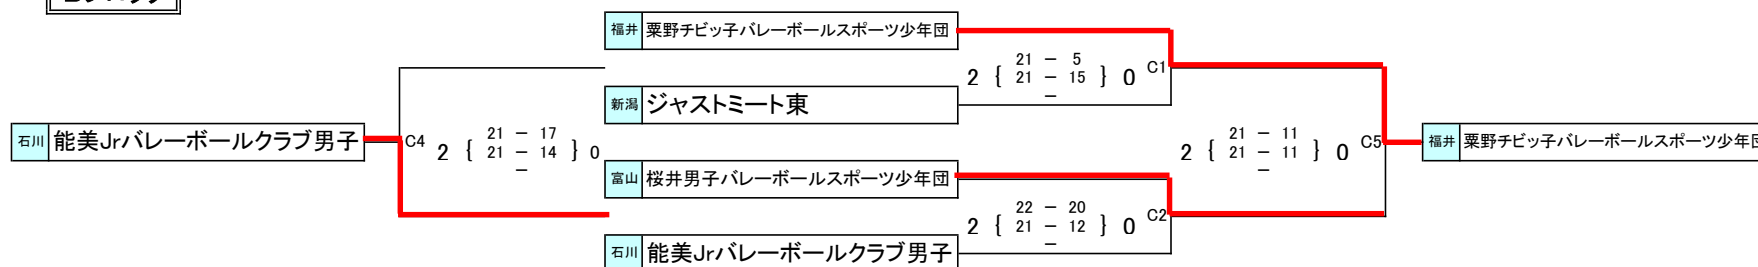 福井 粟野チビッ子バレーボールスポーツ少年団
2 { 21 － 5
21 － 15 } 0 C1
－
新潟 ジャストミート東
石川 能美Jrバレーボールクラブ男子
C4 2 { 21 － 17
21 － 14 } 0
－
2 { 21 － 11
21 － 11 } 0 C5
－
福井 粟野チビッ子バレーボールスポーツ少年団
富山 桜井男子バレーボールスポーツ少年団
2 { 22 － 20
21 － 12 } 0 C2
－
石川 能美Jrバレーボールクラブ男子